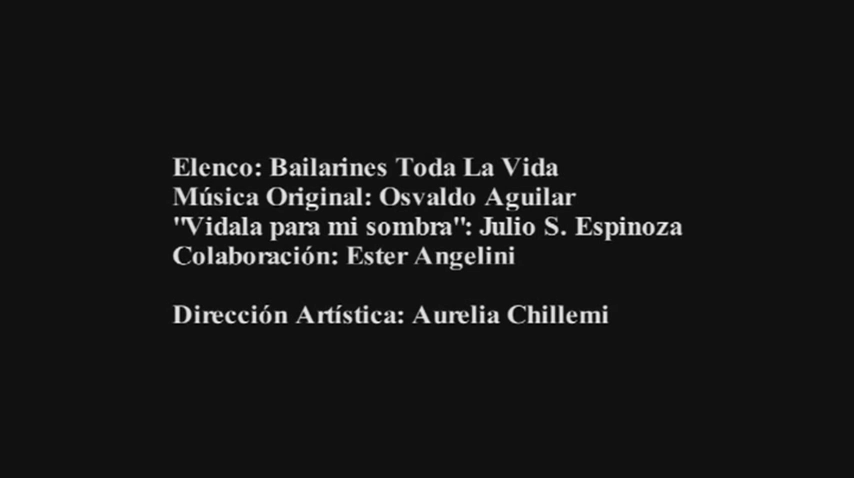 Elenco: Bailarines Toda La Vida
Música Original: Osvaldo Aguilar
"Vidala para mi sombra": Julio S. Espinoza
Colaboración: Ester Angelini
Dirección Artística: Aurelia Chillemi